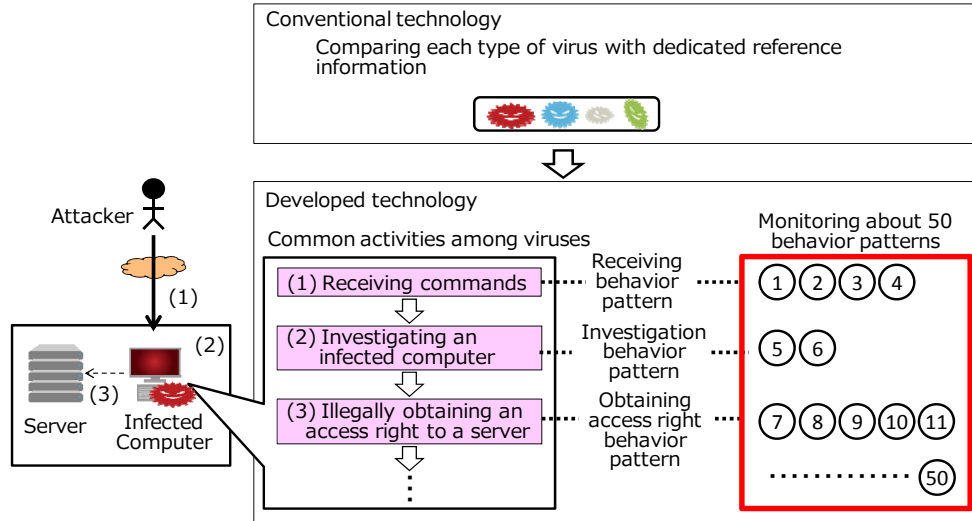 Conventional technology
Comparing each type of virus with dedicated reference
information
Developed technology
Attacker
(1)
(2)
(3)
Server
Infected
Computer
Common activities among viruses
(1) Receiving commands
(2) Investigating an
infected computer
(3) Illegally obtaining an
access right to a server
Receiving
behavior
pattern
Investigation
behavior
pattern
Obtaining
access right
behavior
pattern
Monitoring about 50
behavior patterns
1 2 3 4
5 6
7 8 9 10 11
50